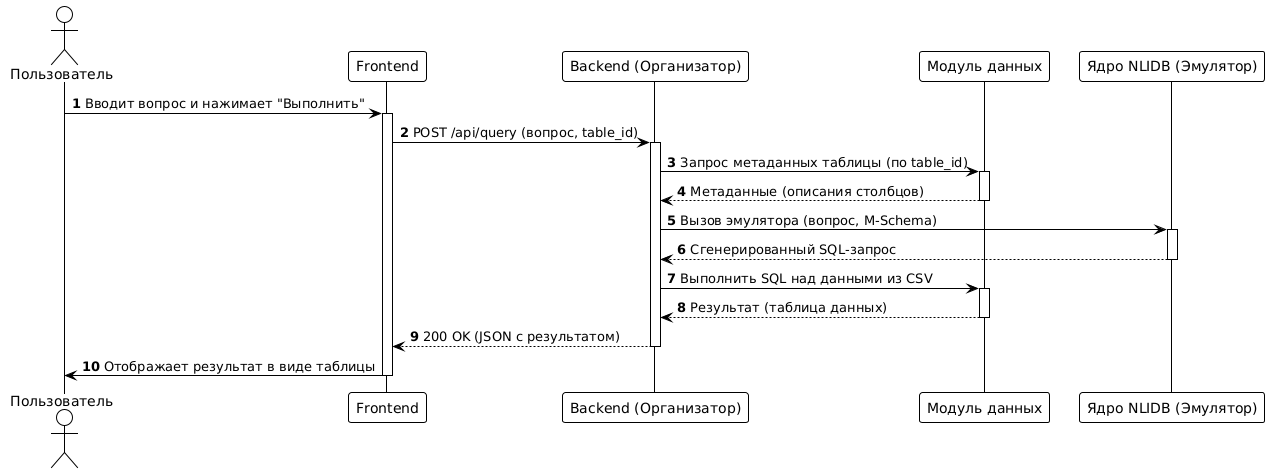 Пользователь
Frontend
Backend (Организатор)
Модуль данных
Ядро NLIDB (Эмулятор)
1 Вводит вопрос и нажимает "Выполнить"
2 POST /api/query (вопрос, table_id)
3 Запрос метаданных таблицы (по table_id)
4 Метаданные (описания столбцов)
5 Вызов эмулятора (вопрос, M-Schema)
6 Сгенерированный SQL-запрос
7 Выполнить SQL над данными из CSV
8 Результат (таблица данных)
9 200 OK (JSON с результатом)
10 Отображает результат в виде таблицы
Пользователь
Frontend
Backend (Организатор)
Модуль данных
Ядро NLIDB (Эмулятор)